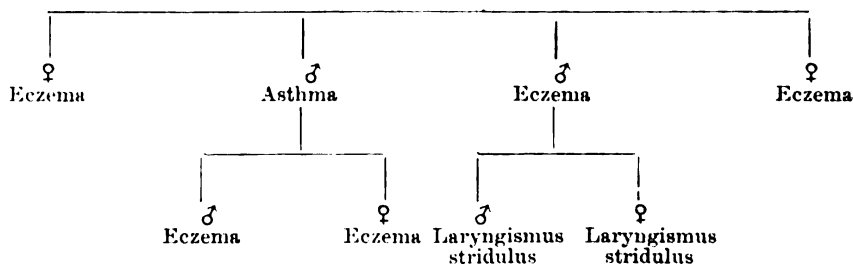 ♀ ♂ ♂ ♀
Eczema Asthma Eczema Eczema
♂ ♀ ♂ ♀
Eczema Eczema Laryngismus Laryngismus
stridulus stridulus